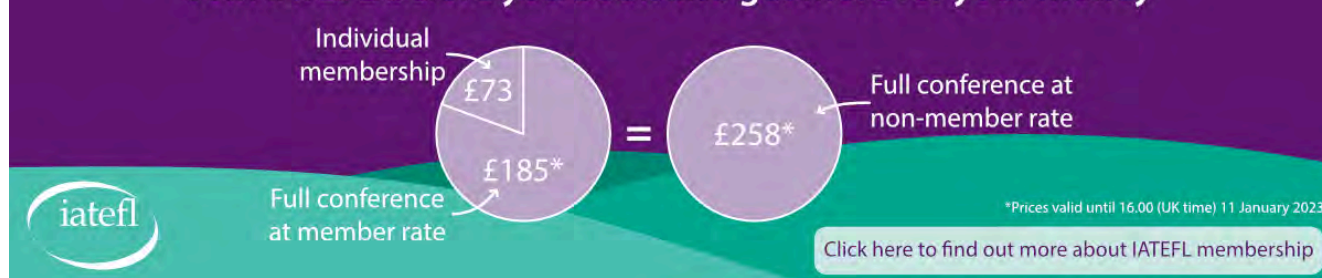 Individual
membership
£73
£185*
Full conference
at member rate
=
£258*
Full conference at
non-member rate
iatefl
*Prices valid until 16.00 (UK time) 11 January 2023
Click here to find out more about IATEFL membership